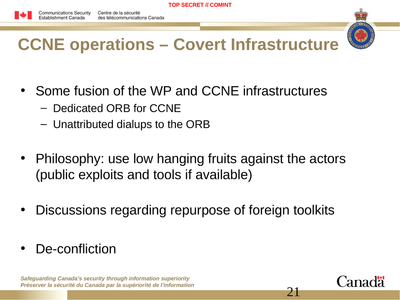 TOP SECRET // COMINT
Communications Security
Establishment Canada
Centre de la sécurité
des télécommunications Canada
CCNE operations – Covert Infrastructure
• Some fusion of the WP and CCNE infrastructures
– Dedicated ORB for CCNE
– Unattributed dialups to the ORB
• Philosophy: use low hanging fruits against the actors
(public exploits and tools if available)
• Discussions regarding repurpose of foreign toolkits
• De-confliction
Safeguarding Canada's security through information superiority
Préserver la sécurité du Canada par la supériorité de l'information
21
Canada